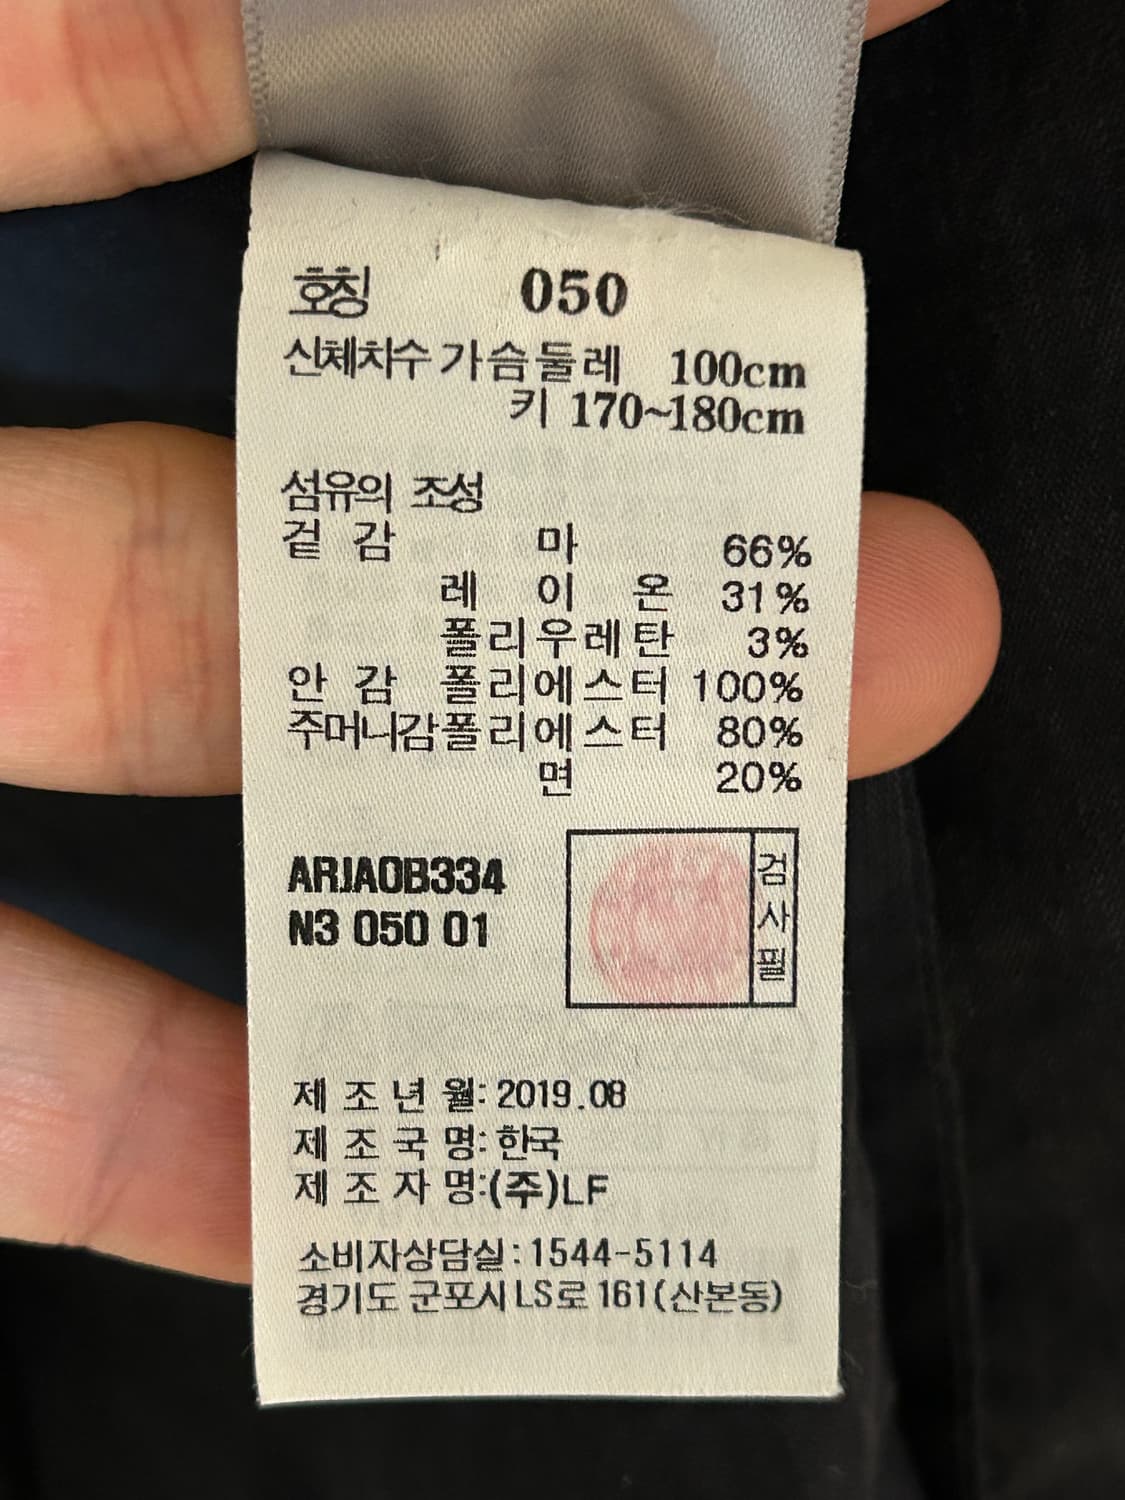 호칭 050
신체치수 가슴둘레 100cm
키 170~180cm
섬유의 조성
겉 감 마 66%
레 이 온 31%
폴리우레탄 3%
안 감 폴리에스터 100%
주머니감폴리에스터 80%
면 20%
ARJA0B334
N3 050 01
검사필
제 조 년 월: 2019.08
제 조 국 명: 한국
제 조 자 명:(주)LF
소비자상담실:1544-5114
경기도 군포시 LS로 161(산본동)